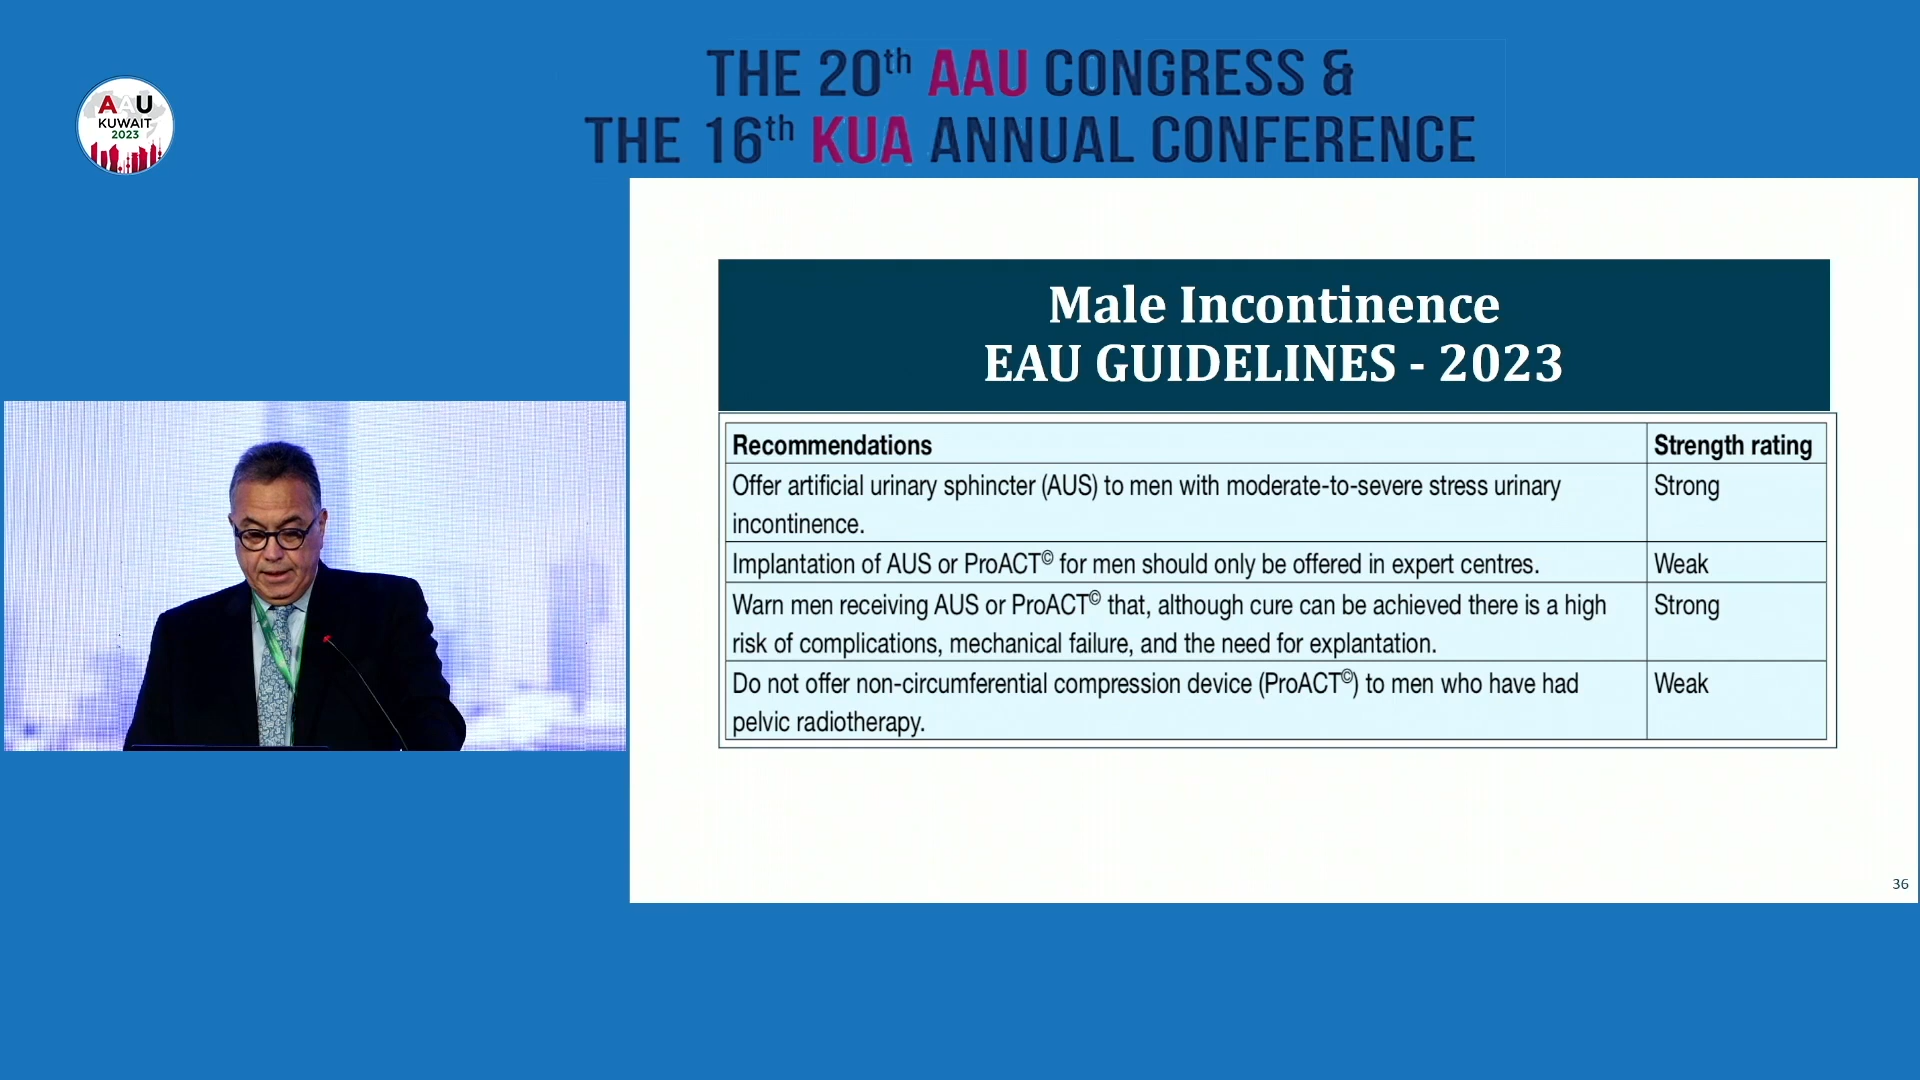 THE 20th AAU CONGRESS &
THE 16th KUA ANNUAL CONFERENCE
AAU
KUWAIT
2023
Male Incontinence
EAU GUIDELINES - 2023
Recommendations Strength rating
Offer artificial urinary sphincter (AUS) to men with moderate-to-severe stress urinary Strong
incontinence.
Implantation of AUS or ProACT© for men should only be offered in expert centres. Weak
Warn men receiving AUS or ProACT© that, although cure can be achieved there is a high Strong
risk of complications, mechanical failure, and the need for explantation.
Do not offer non-circumferential compression device (ProACT©) to men who have had Weak
pelvic radiotherapy.
36